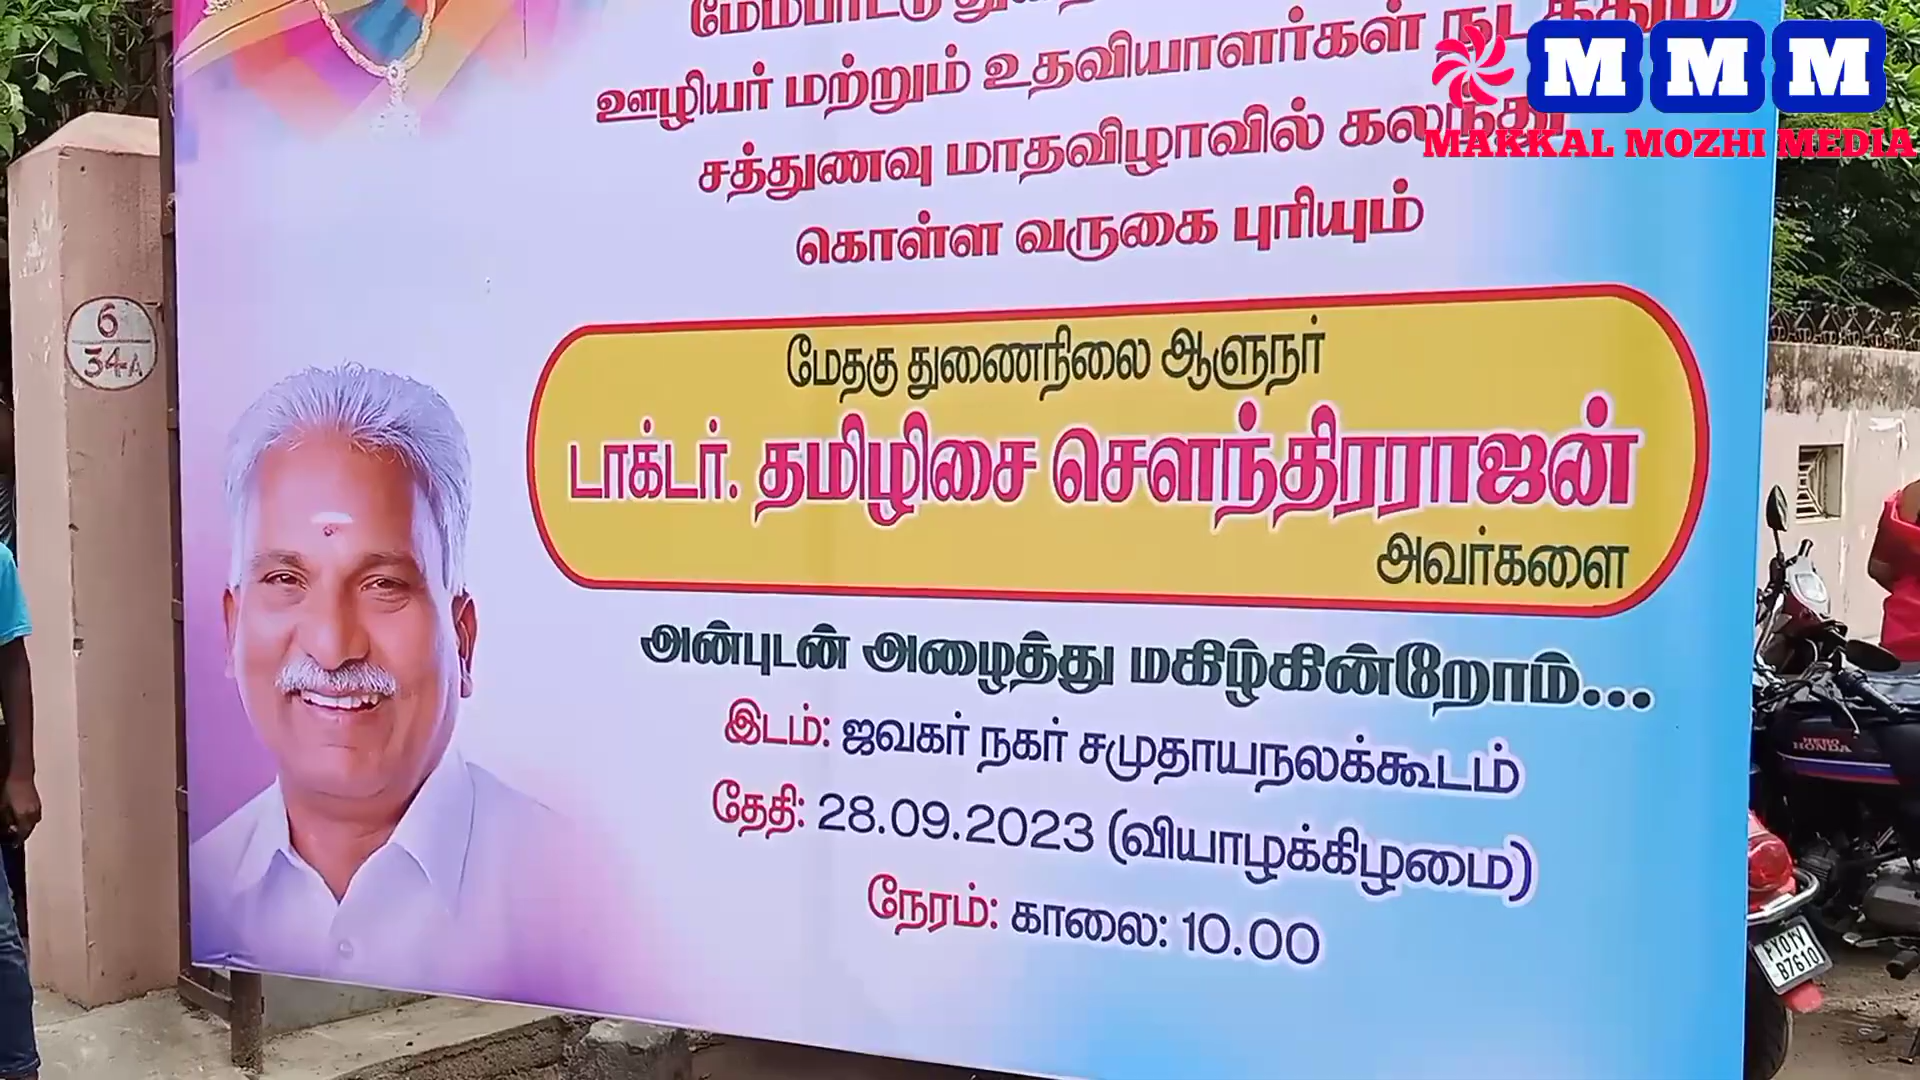 ஊழியர் மற்றும் உதவியாளர்கள் நடத்தும்
சத்துணவு மாதவிழாவில் கலந்து
கொள்ள வருகை புரியும்
மேதகு துணைநிலை ஆளுநர்
டாக்டர். தமிழிசை சௌந்திரராஜன்
அவர்களை
அன்புடன் அழைத்து மகிழ்கின்றோம்...
இடம்: ஜவகர் நகர் சமுதாயநலக்கூடம்
தேதி: 28.09.2023 (வியாழக்கிழமை)
நேரம்: காலை: 10.00
M M M
MAKKAL MOZHI MEDIA
6
34A
HERO
HONDA
PY01V
B7610